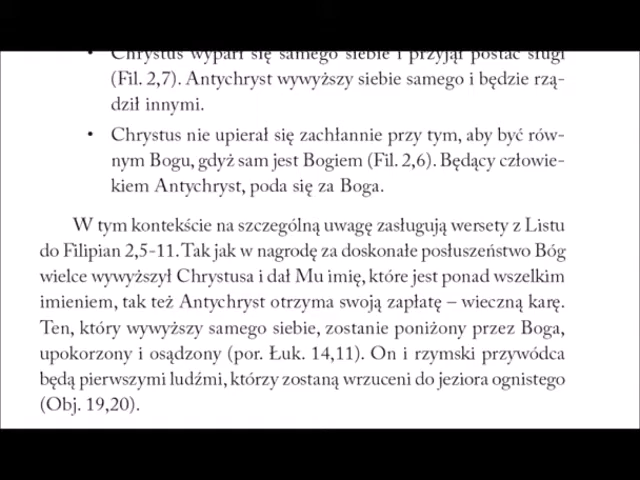 • Chrystus wyparł się samego siebie i przyjął postać sługi
(Fil. 2,7). Antychryst wywyższy siebie samego i będzie rzą-
dził innymi.
• Chrystus nie upierał się zachłannie przy tym, aby być rów-
nym Bogu, gdyż sam jest Bogiem (Fil. 2,6). Będący człowie-
kiem Antychryst, poda się za Boga.
W tym kontekście na szczególną uwagę zasługują wersety z Listu
do Filipian 2,5-11. Tak jak w nagrodę za doskonałe posłuszeństwo Bóg
wielce wywyższył Chrystusa i dał Mu imię, które jest ponad wszelkim
imieniem, tak też Antychryst otrzyma swoją zapłatę – wieczną karę.
Ten, który wywyższy samego siebie, zostanie poniżony przez Boga,
upokorzony i osądzony (por. Łuk. 14,11). On i rzymski przywódca
będą pierwszymi ludźmi, którzy zostaną wrzuceni do jeziora ognistego
(Obj. 19,20).